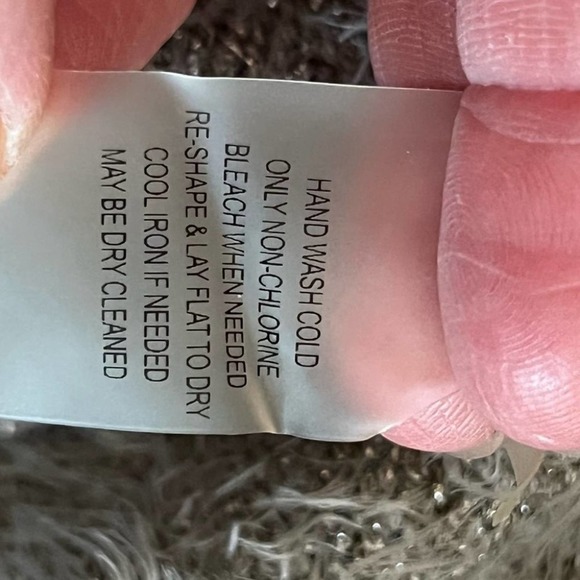 HAND WASH COLD
ONLY NON-CHLORINE
BLEACH WHEN NEEDED
RE-SHAPE & LAY FLAT TO DRY
COOL IRON IF NEEDED
MAY BE DRY CLEANED